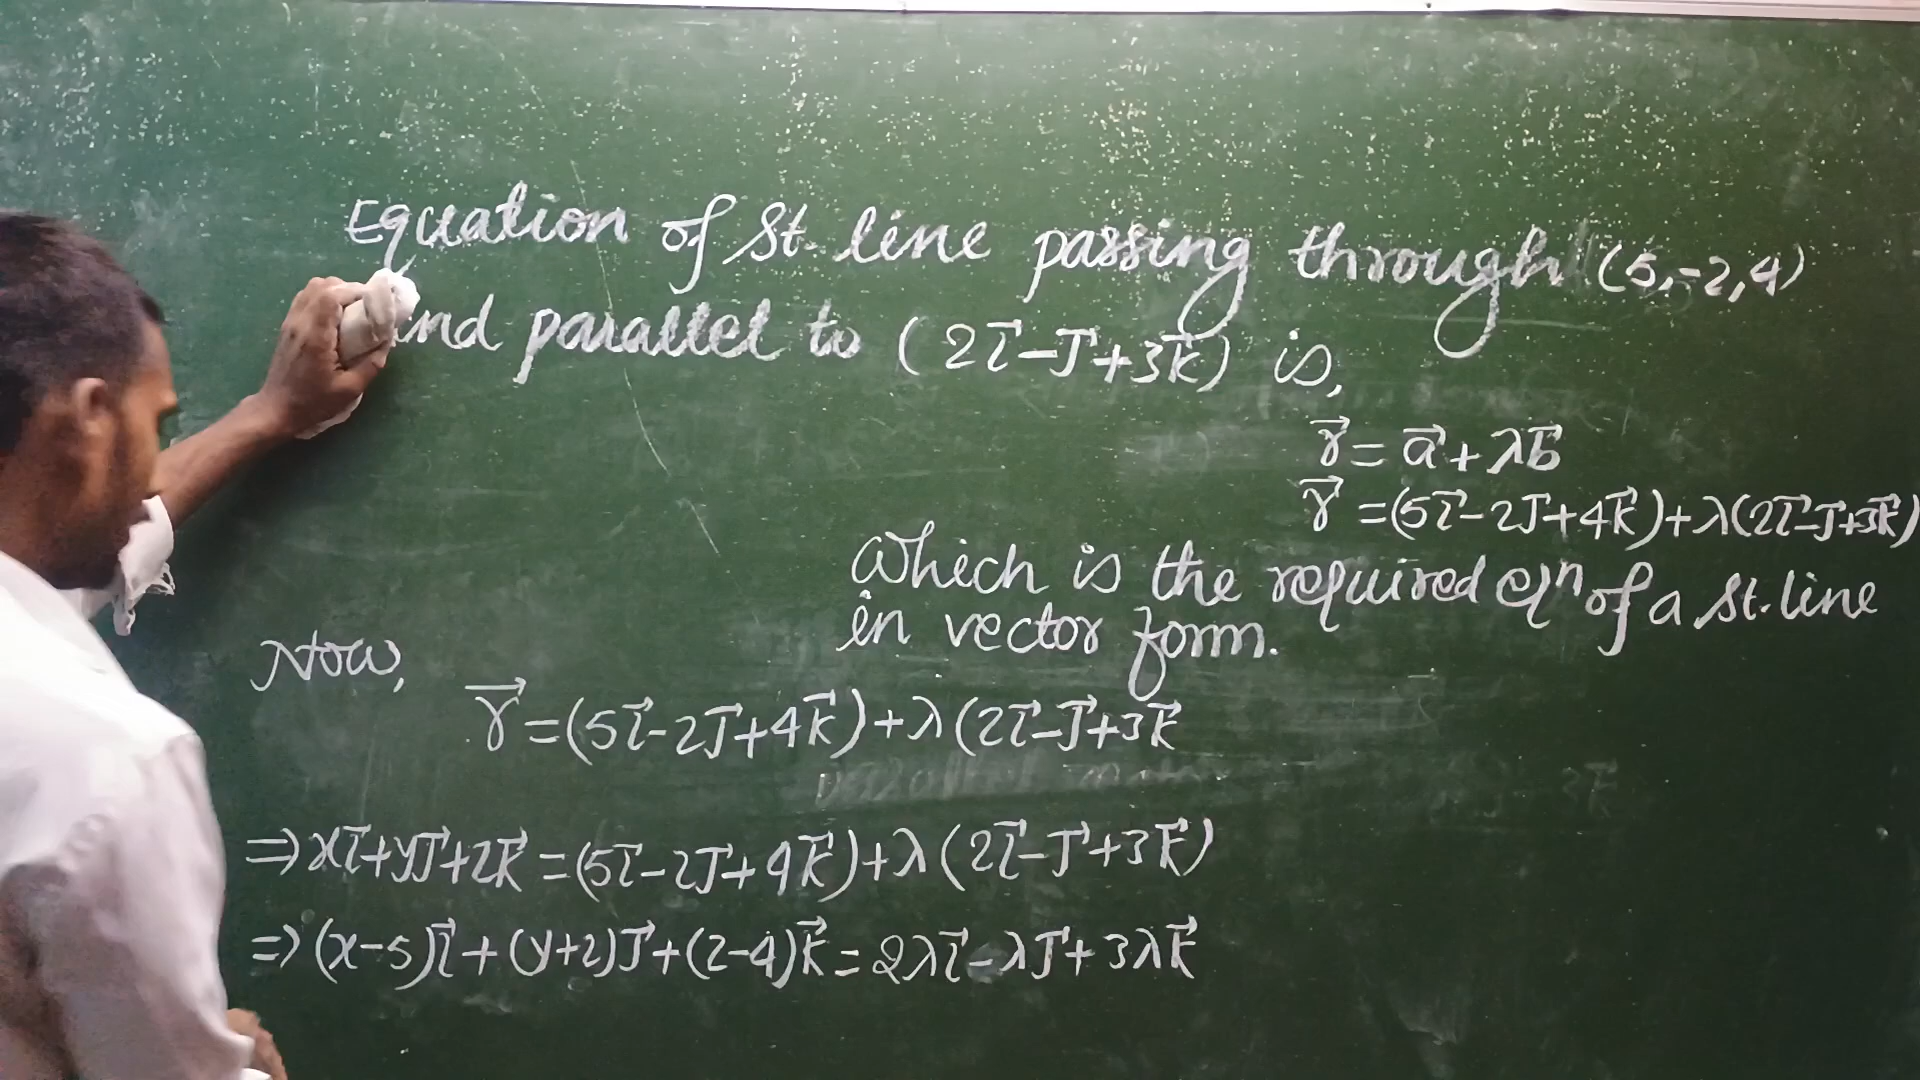 Equation of St. line passing through (5,-2,4)
and parallel to (2i⃗-J⃗+3k⃗) is,
r⃗ = a⃗ + λb⃗
r⃗ =(5i⃗-2J⃗+4k⃗)+λ(2i⃗-J⃗+3k⃗)
Which is the required eqⁿ of a St. line
in vector form.
Now,
r⃗ =(5i⃗-2J⃗+4k⃗)+λ(2i⃗-J⃗+3k⃗
⇒xi⃗+yJ⃗+zk⃗ =(5i⃗-2J⃗+4k⃗)+λ(2i⃗-J⃗+3k⃗)
⇒(x-5)i⃗+(y+2)J⃗+(z-4)k⃗=2λi⃗-λJ⃗+3λk⃗